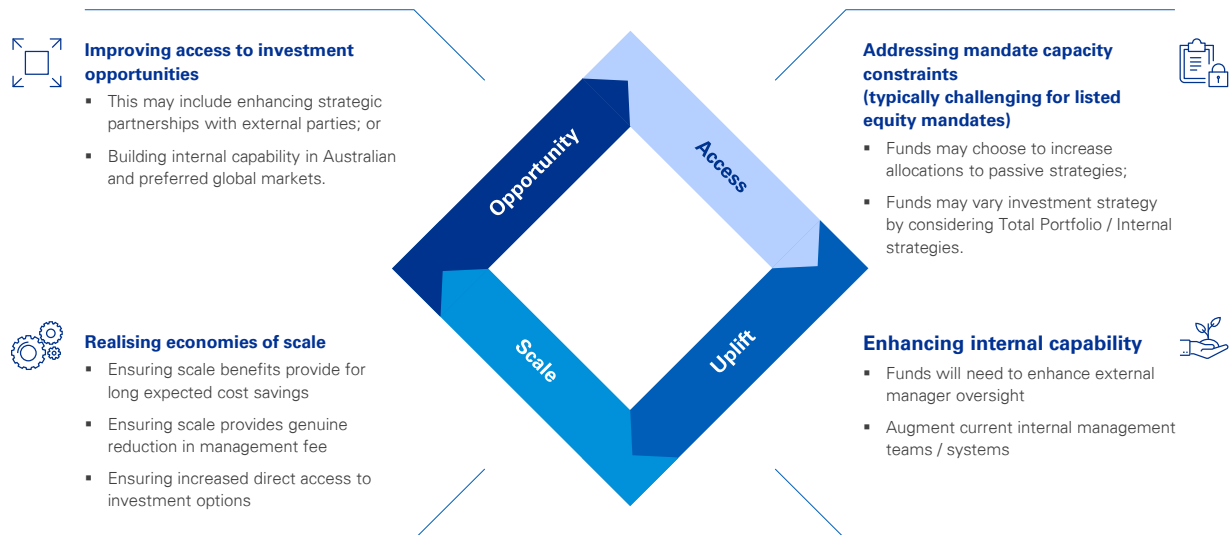 Improving access to investment
opportunities
▪ This may include enhancing strategic
partnerships with external parties; or
▪ Building internal capability in Australian
and preferred global markets.
Addressing mandate capacity
constraints
(typically challenging for listed
equity mandates)
▪ Funds may choose to increase
allocations to passive strategies;
▪ Funds may vary investment strategy
by considering Total Portfolio / Internal
strategies.
Opportunity
Access
Scale
Uplift
Realising economies of scale
▪ Ensuring scale benefits provide for
long expected cost savings
▪ Ensuring scale provides genuine
reduction in management fee
▪ Ensuring increased direct access to
investment options
Enhancing internal capability
▪ Funds will need to enhance external
manager oversight
▪ Augment current internal management
teams / systems